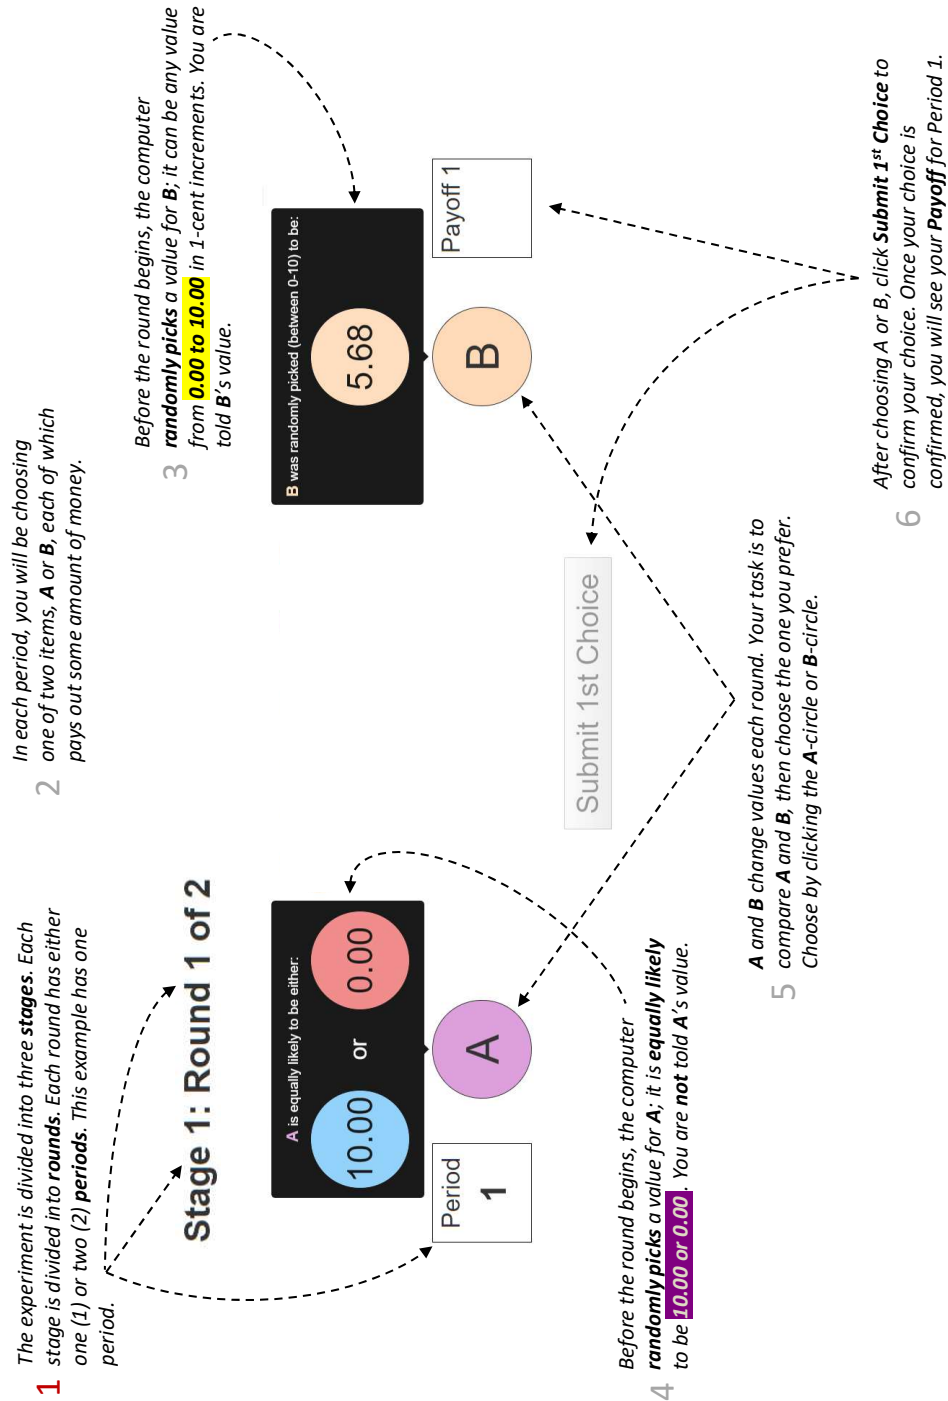 1
The experiment is divided into three stages. Each
stage is divided into rounds. Each round has either
one (1) or two (2) periods. This example has one
period.
2
In each period, you will be choosing
one of two items, A or B, each of which
pays out some amount of money.
3
Before the round begins, the computer
randomly picks a value for B; it can be any value
from 0.00 to 10.00 in 1-cent increments. You are
told B's value.
Stage 1: Round 1 of 2
A is equally likely to be either:
10.00 or 0.00
B was randomly picked (between 0-10) to be:
5.68
Period
1
A
B
Payoff 1
Submit 1st Choice
4
Before the round begins, the computer
randomly picks a value for A; it is equally likely
to be 10.00 or 0.00. You are not told A's value.
5
A and B change values each round. Your task is to
compare A and B, then choose the one you prefer.
Choose by clicking the A-circle or B-circle.
6
After choosing A or B, click Submit 1st Choice to
confirm your choice. Once your choice is
confirmed, you will see your Payoff for Period 1.